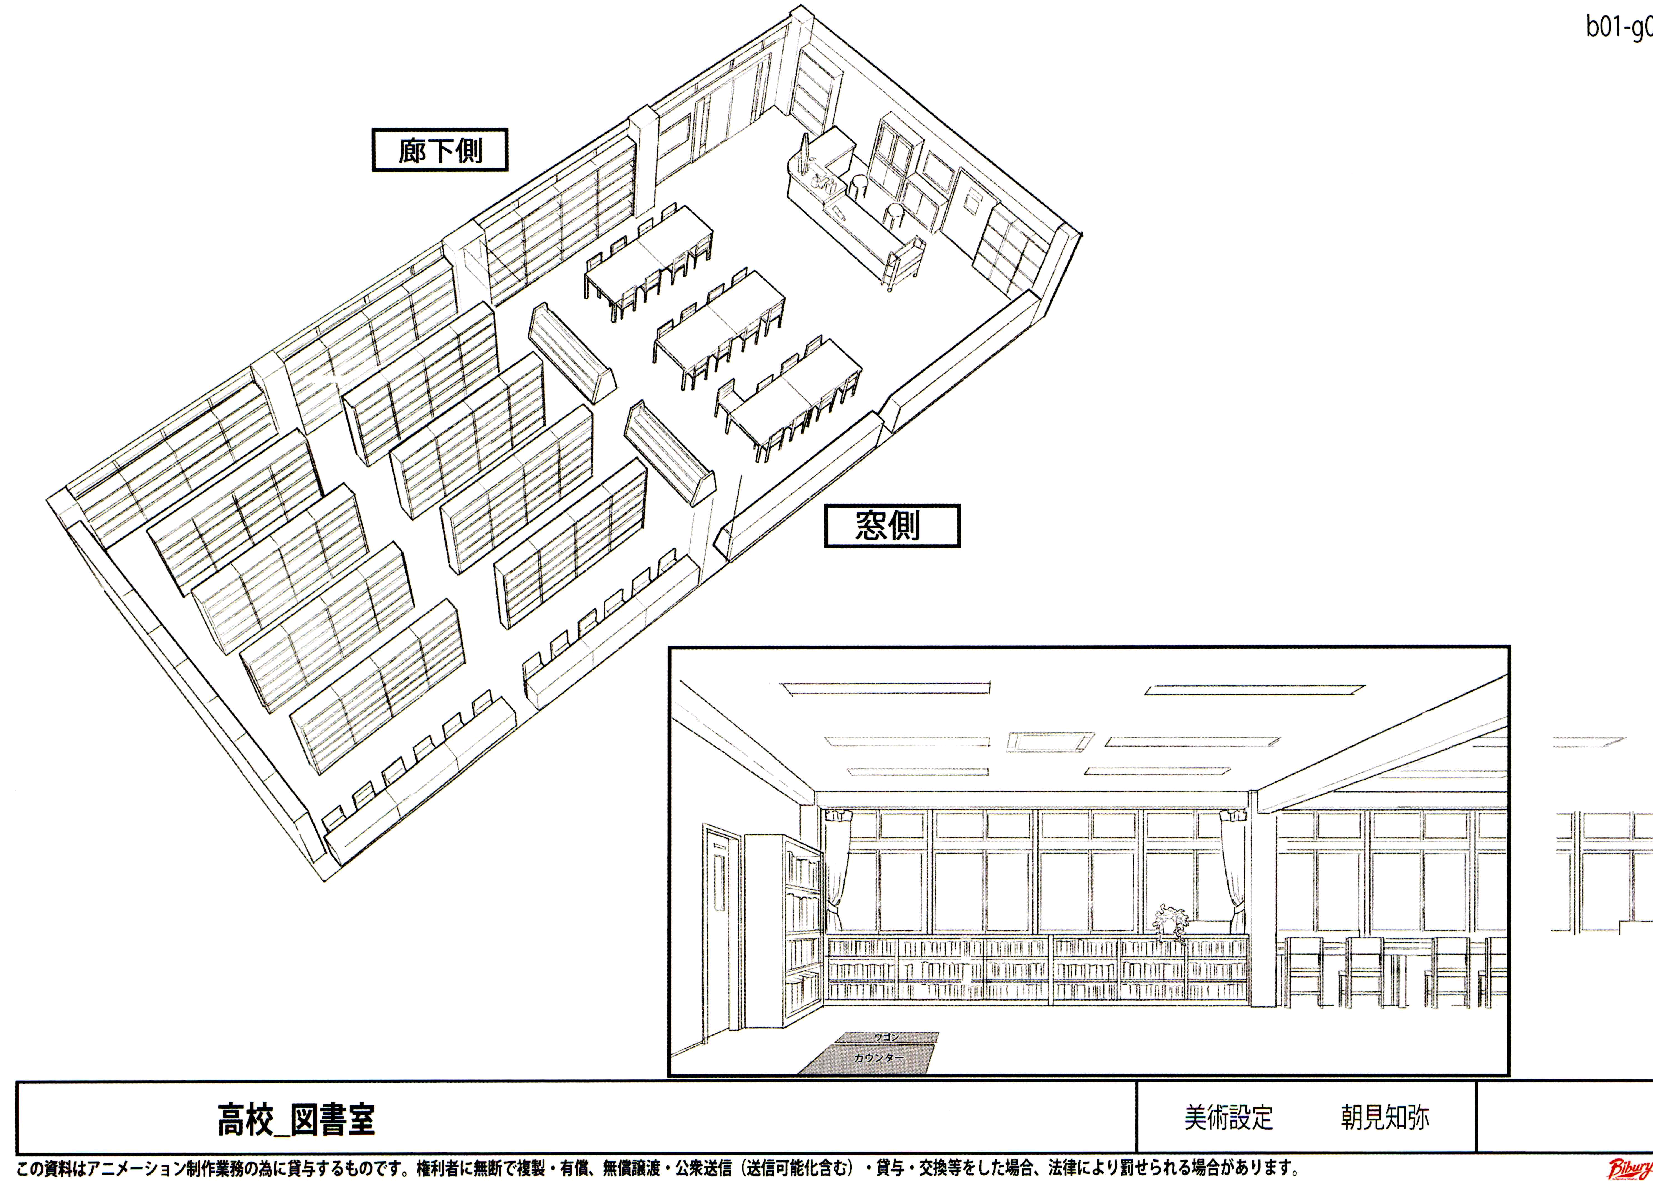 b01-g0
廊下側
窓側
ワゴン
カウンター
高校_図書室
美術設定 朝見知弥
この資料はアニメーション制作業務の為に貸与するものです。権利者に無断で複製・有償、無償譲渡・公衆送信（送信可能化含む）・貸与・交換等をした場合、法律により罰せられる場合があります。
Bibury